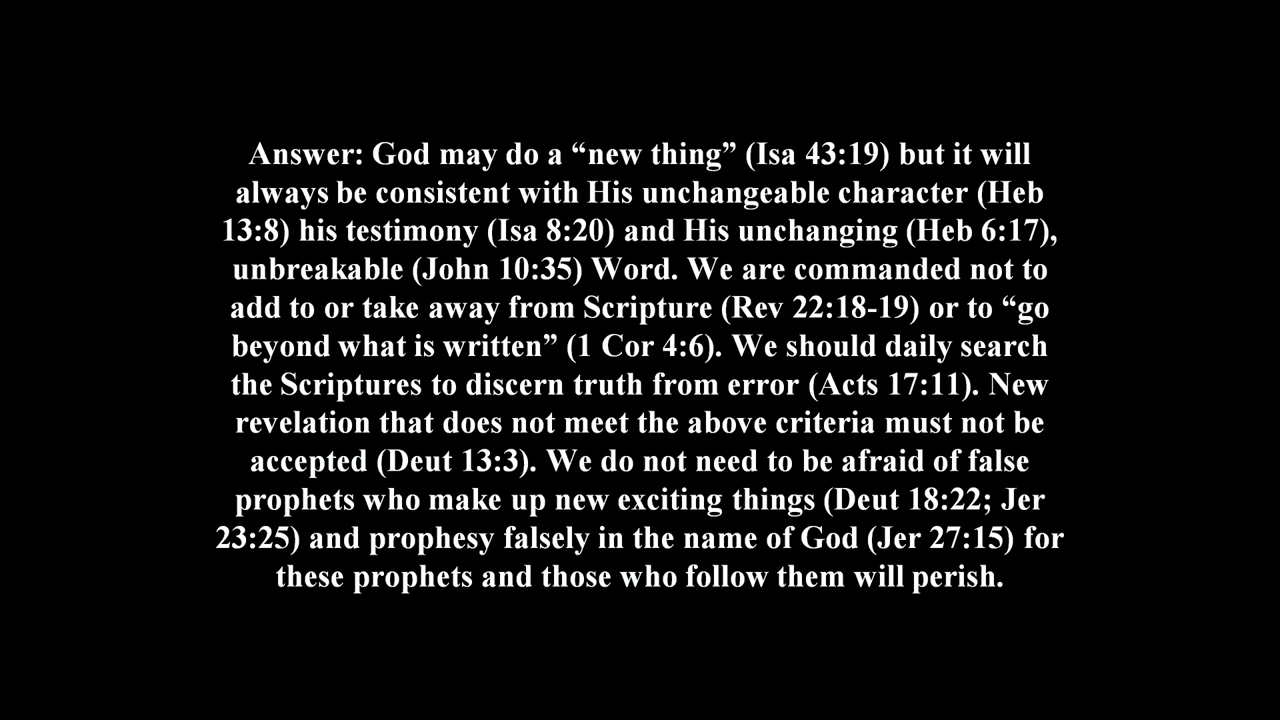 Answer: God may do a “new thing” (Isa 43:19) but it will
always be consistent with His unchangeable character (Heb
13:8) his testimony (Isa 8:20) and His unchanging (Heb 6:17),
unbreakable (John 10:35) Word. We are commanded not to
add to or take away from Scripture (Rev 22:18-19) or to “go
beyond what is written” (1 Cor 4:6). We should daily search
the Scriptures to discern truth from error (Acts 17:11). New
revelation that does not meet the above criteria must not be
accepted (Deut 13:3). We do not need to be afraid of false
prophets who make up new exciting things (Deut 18:22; Jer
23:25) and prophesy falsely in the name of God (Jer 27:15) for
these prophets and those who follow them will perish.